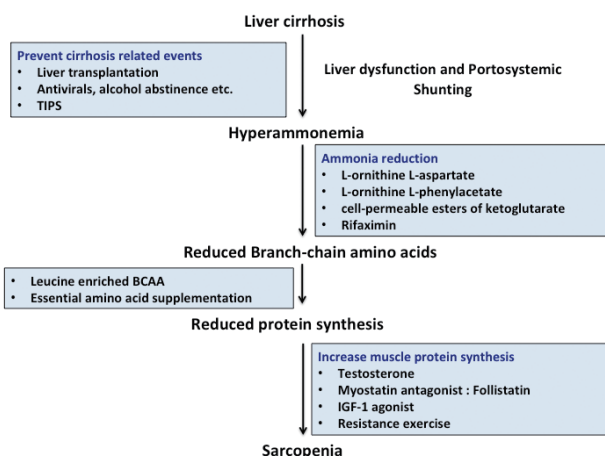 Liver cirrhosis
Prevent cirrhosis related events
• Liver transplantation
• Antivirals, alcohol abstinence etc.
• TIPS
Liver dysfunction and Portosystemic
Shunting
Hyperammonemia
Ammonia reduction
• L-ornithine L-aspartate
• L-ornithine L-phenylacetate
• cell-permeable esters of ketoglutarate
• Rifaximin
Reduced Branch-chain amino acids
• Leucine enriched BCAA
• Essential amino acid supplementation
Reduced protein synthesis
Increase muscle protein synthesis
• Testosterone
• Myostatin antagonist : Follistatin
• IGF-1 agonist
• Resistance exercise
Sarcopenia